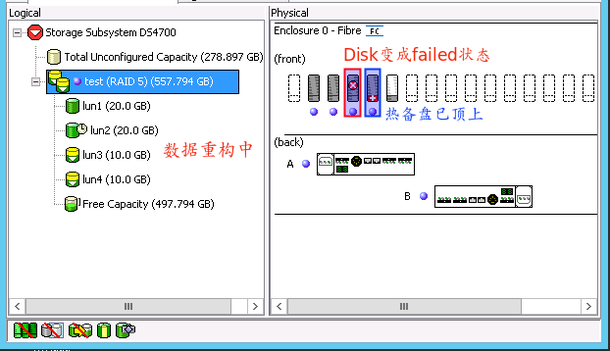 Logical
Physical
Storage Subsystem DS4700
Total Unconfigured Capacity (278.897 GB)
test (RAID 5) (557.794 GB)
lun1 (20.0 GB)
lun2 (20.0 GB)
lun3 (10.0 GB)
lun4 (10.0 GB)
Free Capacity (497.794 GB)
数据重构中
Enclosure 0 - Fibre FC
Disk变成failed状态
(front)
热备盘已顶上
(back)
A
B